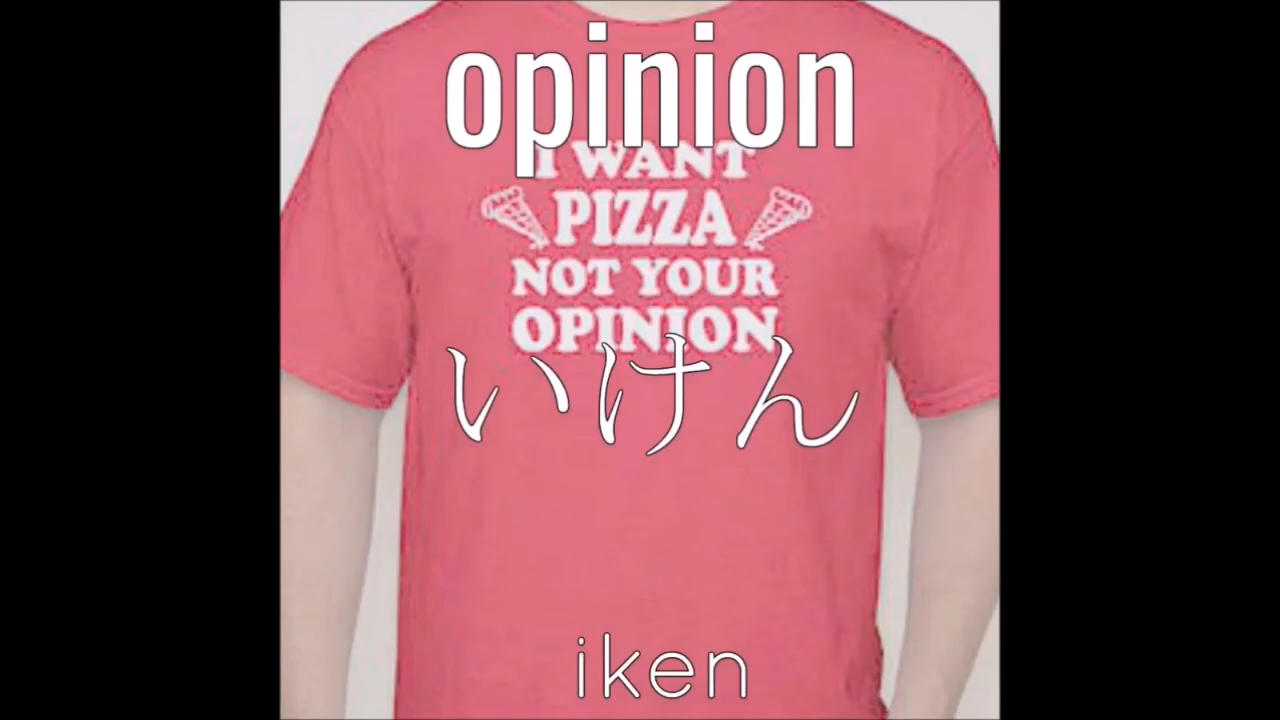 opinion
I WANT
PIZZA
NOT YOUR
OPINION
いけん
iken